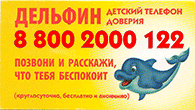 ДЕЛЬФИН ДЕТСКИЙ ТЕЛЕФОН ДОВЕРИЯ
8 800 2000 122
ПОЗВОНИ И РАССКАЖИ,
ЧТО ТЕБЯ БЕСПОКОИТ
(круглосуточно, бесплатно и анонимно)